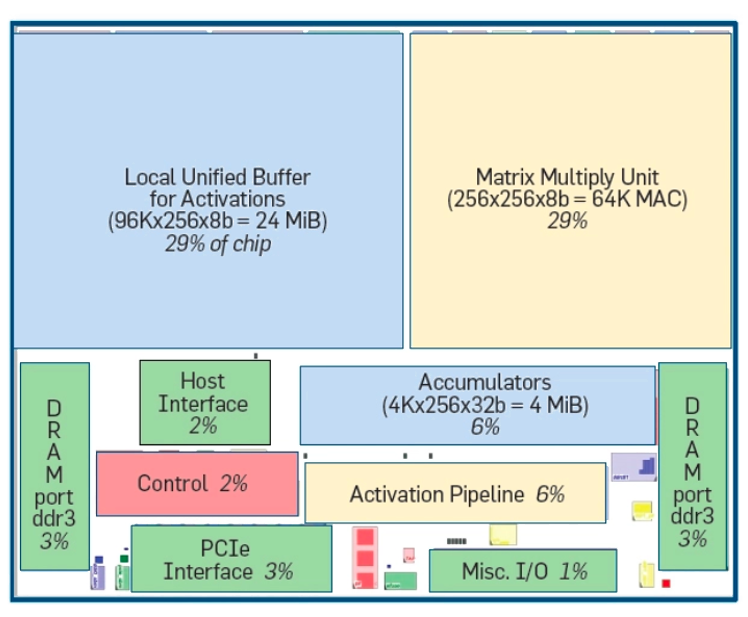 Local Unified Buffer
for Activations
(96Kx256x8b = 24 MiB)
29% of chip
Matrix Multiply Unit
(256x256x8b = 64K MAC)
29%
D
R
A
M
port
ddr3
3%
Host
Interface
2%
Accumulators
(4Kx256x32b = 4 MiB)
6%
D
R
A
M
port
ddr3
3%
Control 2%
Activation Pipeline 6%
PCIe
Interface 3%
Misc. I/O 1%